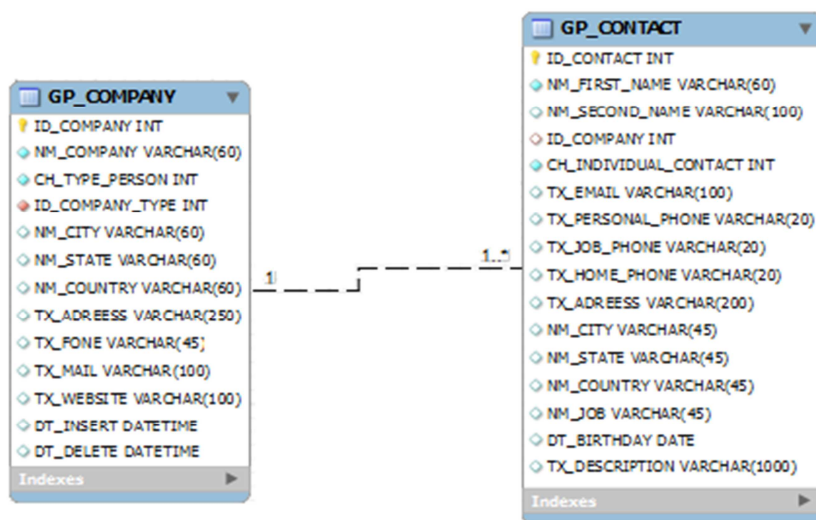 GP_COMPANY
ID_COMPANY INT
NM_COMPANY VARCHAR(60)
CH_TYPE_PERSON INT
ID_COMPANY_TYPE INT
NM_CITY VARCHAR(60)
NM_STATE VARCHAR(60)
NM_COUNTRY VARCHAR(60)
TX_ADREESS VARCHAR(250)
TX_FONE VARCHAR(45)
TX_MAIL VARCHAR(100)
TX_WEBSITE VARCHAR(100)
DT_INSERT DATETIME
DT_DELETE DATETIME
Indexes
1
1..*
GP_CONTACT
ID_CONTACT INT
NM_FIRST_NAME VARCHAR(60)
NM_SECOND_NAME VARCHAR(100)
ID_COMPANY INT
CH_INDIVIDUAL_CONTACT INT
TX_EMAIL VARCHAR(100)
TX_PERSONAL_PHONE VARCHAR(20)
TX_JOB_PHONE VARCHAR(20)
TX_HOME_PHONE VARCHAR(20)
TX_ADREESS VARCHAR(200)
NM_CITY VARCHAR(45)
NM_STATE VARCHAR(45)
NM_COUNTRY VARCHAR(45)
NM_JOB VARCHAR(45)
DT_BIRTHDAY DATE
TX_DESCRIPTION VARCHAR(1000)
Indexes